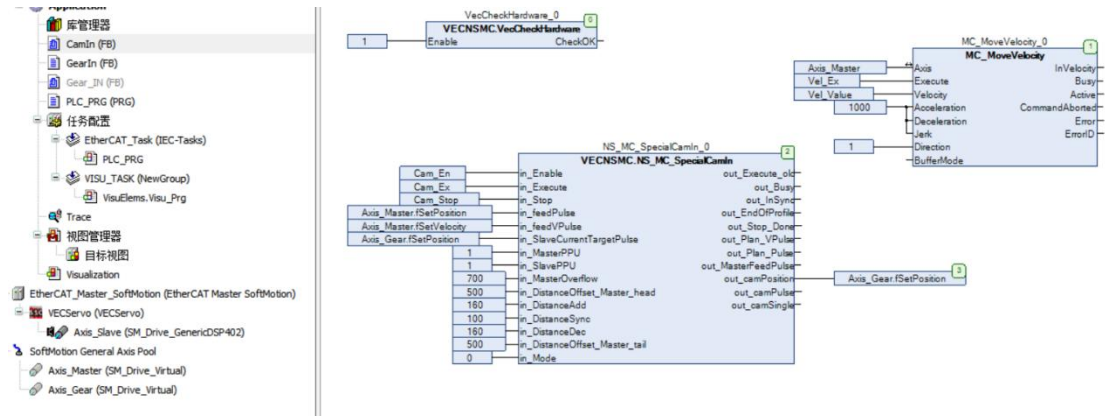 Application
库管理器
CamIn (FB)
GearIn (FB)
Gear_IN (FB)
PLC_PRG (PRG)
任务配置
EtherCAT_Task (IEC-Tasks)
PLC_PRG
VISU_TASK (NewGroup)
VisuElems.Visu_Prg
Trace
视图管理器
目标视图
Visualization
EtherCAT_Master_SoftMotion (EtherCAT Master SoftMotion)
VECServo (VECServo)
Axis_Slave (SM_Drive_GenericDSP402)
SoftMotion General Axis Pool
Axis_Master (SM_Drive_Virtual)
Axis_Gear (SM_Drive_Virtual)
VecCheckHardware_0
0
VECNSMC.VecCheckHardware
1 Enable CheckOK
MC_MoveVelocity_0
1
MC_MoveVelocity
Axis_Master Axis InVelocity
Vel_Ex Execute Busy
Vel_Value Velocity Active
1000 Acceleration CommandAborted
Deceleration Error
Jerk ErrorID
1 Direction
BufferMode
NS_MC_SpecialCamIn_0
2
VECNSMC.NS_MC_SpecialCamIn
Cam_En in_Enable out_Execute_old
Cam_Ex in_Execute out_Busy
Cam_Stop in_Stop out_InSync
Axis_Master.fSetPosition in_feedPulse out_EndOfProfile
Axis_Master.fSetVelocity in_feedVPulse out_Stop_Done
Axis_Gear.fSetPosition in_SlaveCurrentTargetPulse out_Plan_VPulse
1 in_MasterPPU out_Plan_Pulse
1 in_SlavePPU out_MasterFeedPulse
3
700 in_MasterOverflow out_camPosition Axis_Gear.fSetPosition
500 in_DistanceOffset_Master_head out_camPulse
160 in_DistanceAdd out_camSingle
100 in_DistanceSync
160 in_DistanceDec
500 in_DistanceOffset_Master_tail
0 in_Mode